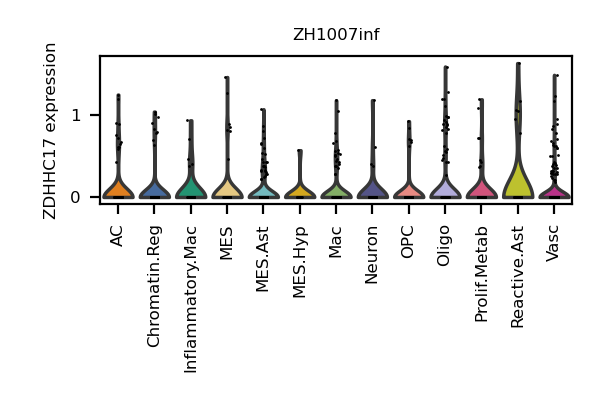 ZH1007inf
ZDHHC17 expression
1
0
AC
Chromatin.Reg
Inflammatory.Mac
MES
MES.Ast
MES.Hyp
Mac
Neuron
OPC
Oligo
Prolif.Metab
Reactive.Ast
Vasc